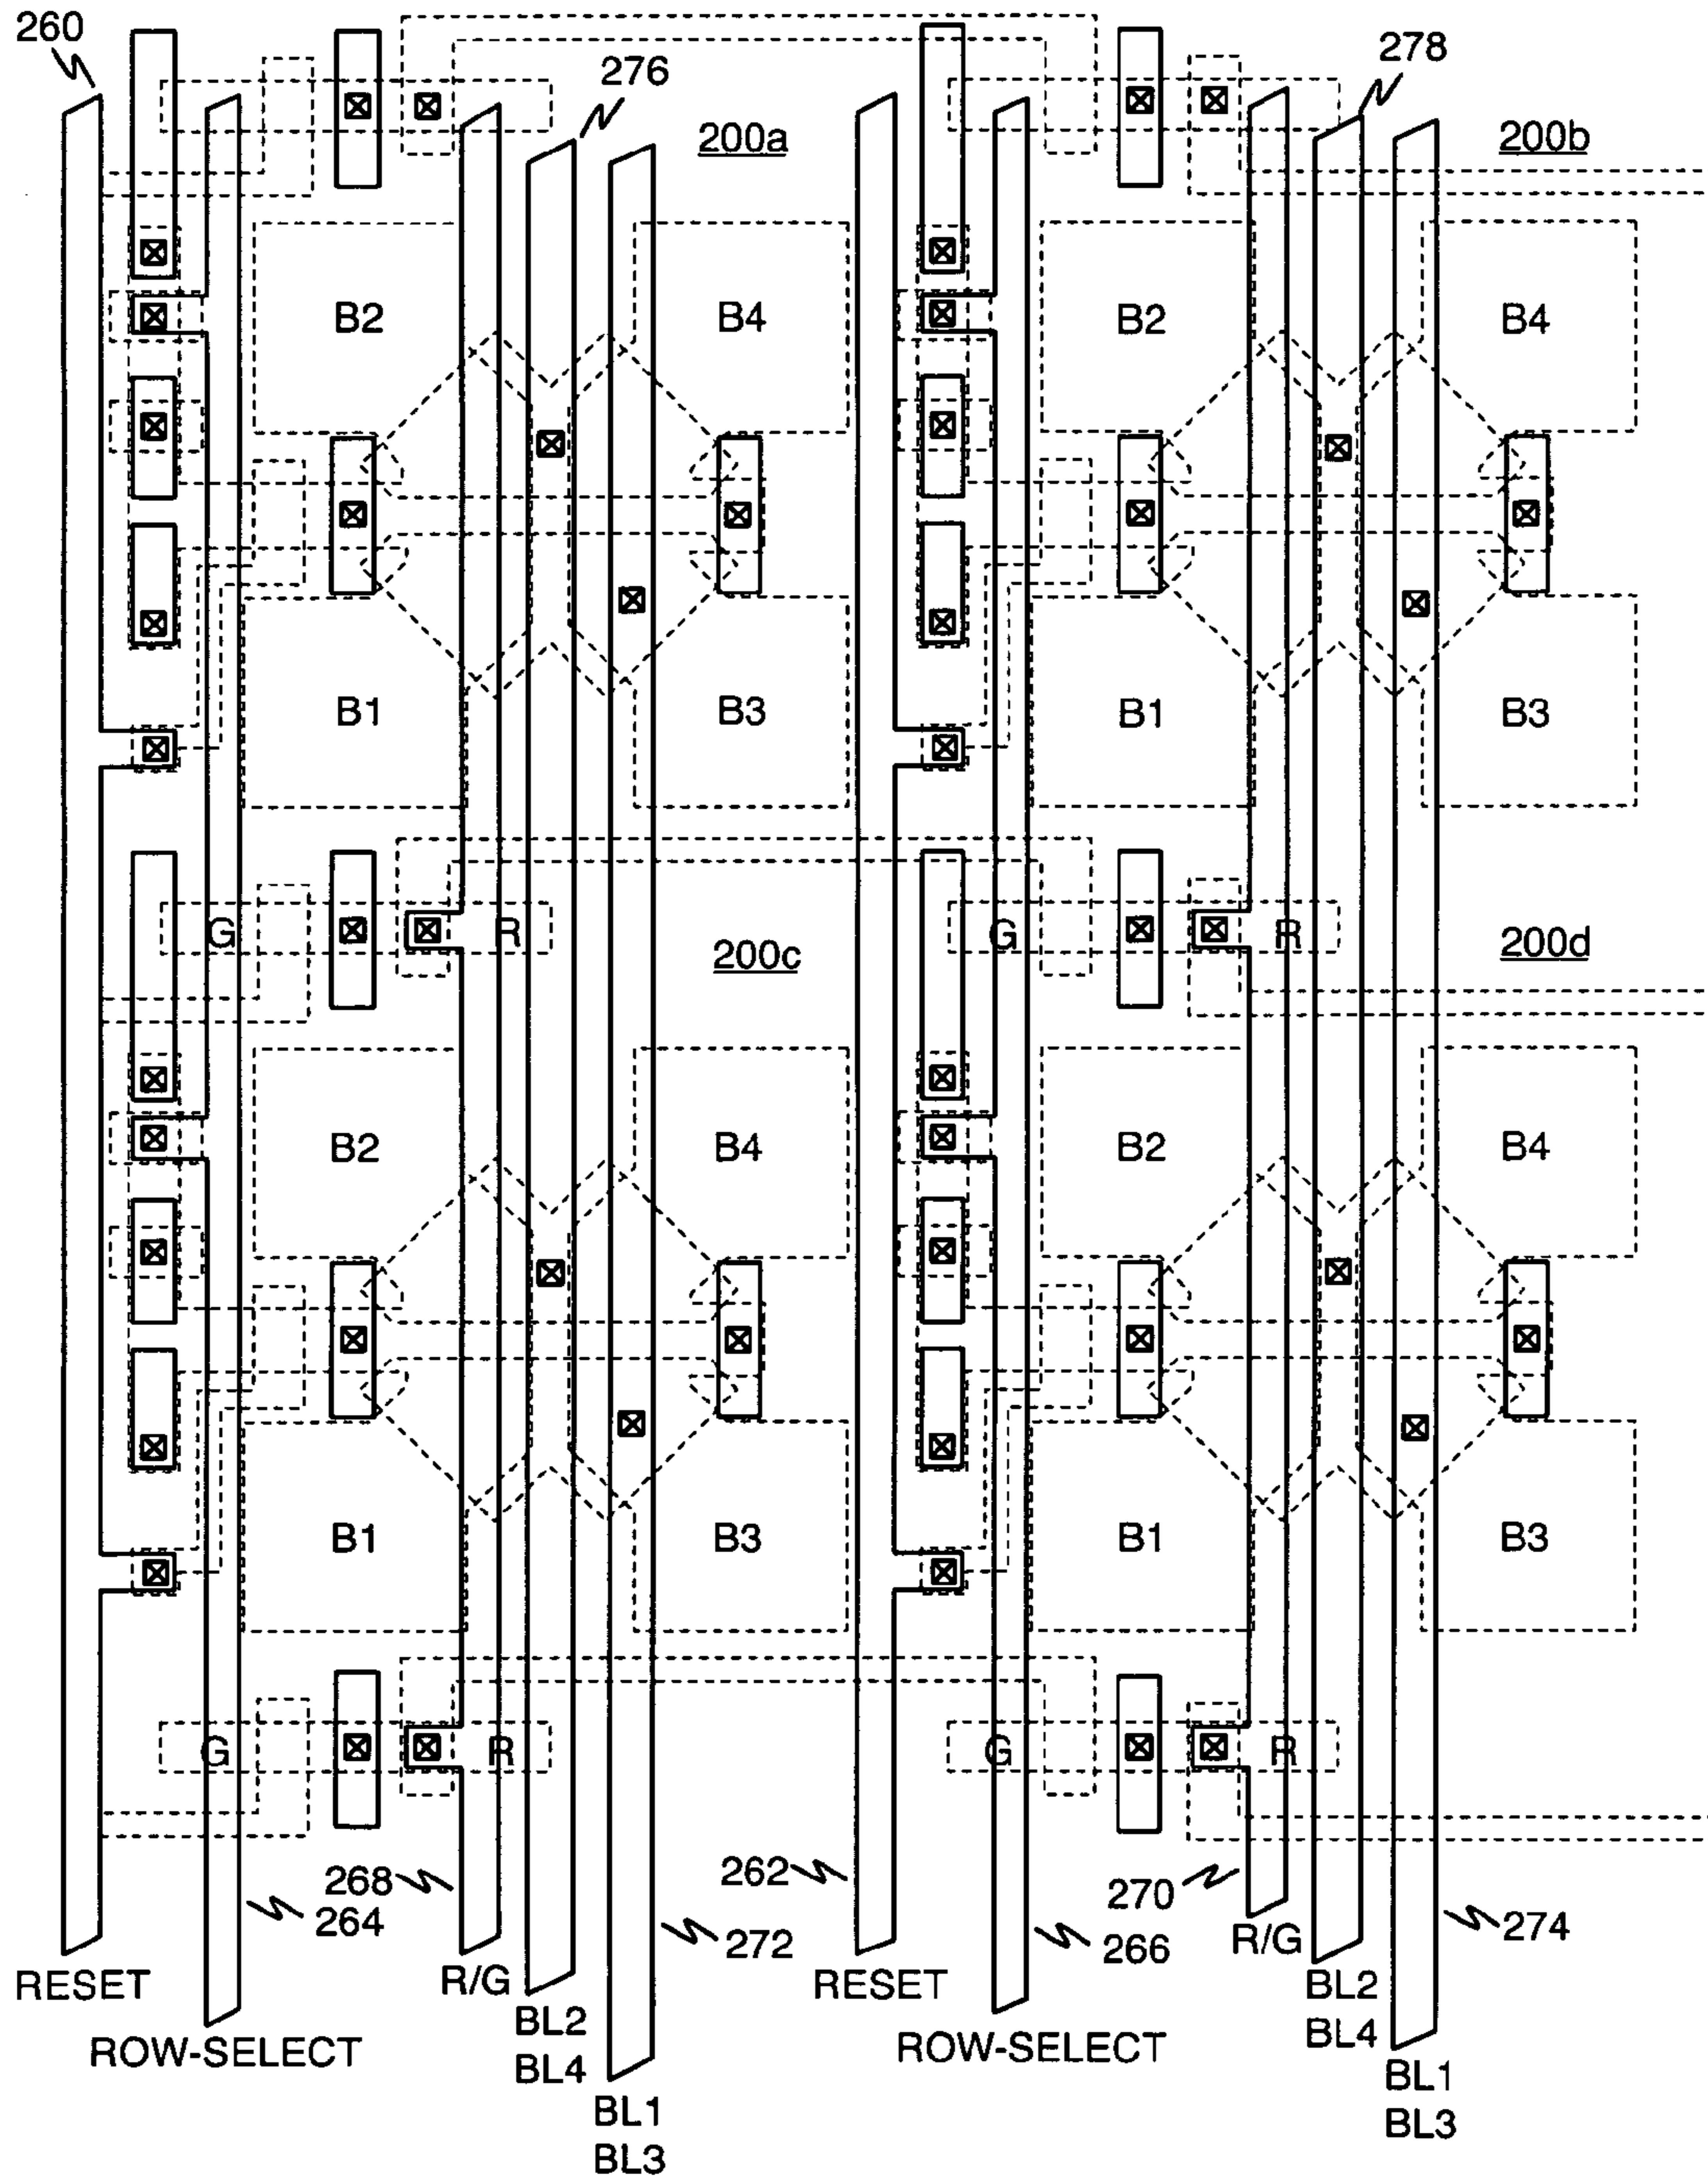 260
276
278
200a
200b
B2
B4
B2
B4
B1
B3
B1
B3
G
R
G
R
200c
200d
B2
B4
B2
B4
B1
B3
B1
B3
G
R
G
R
268
262
270
264
272
266
274
RESET
R/G
RESET
R/G
ROW-SELECT
BL2
BL4
ROW-SELECT
BL2
BL4
BL1
BL3
BL1
BL3